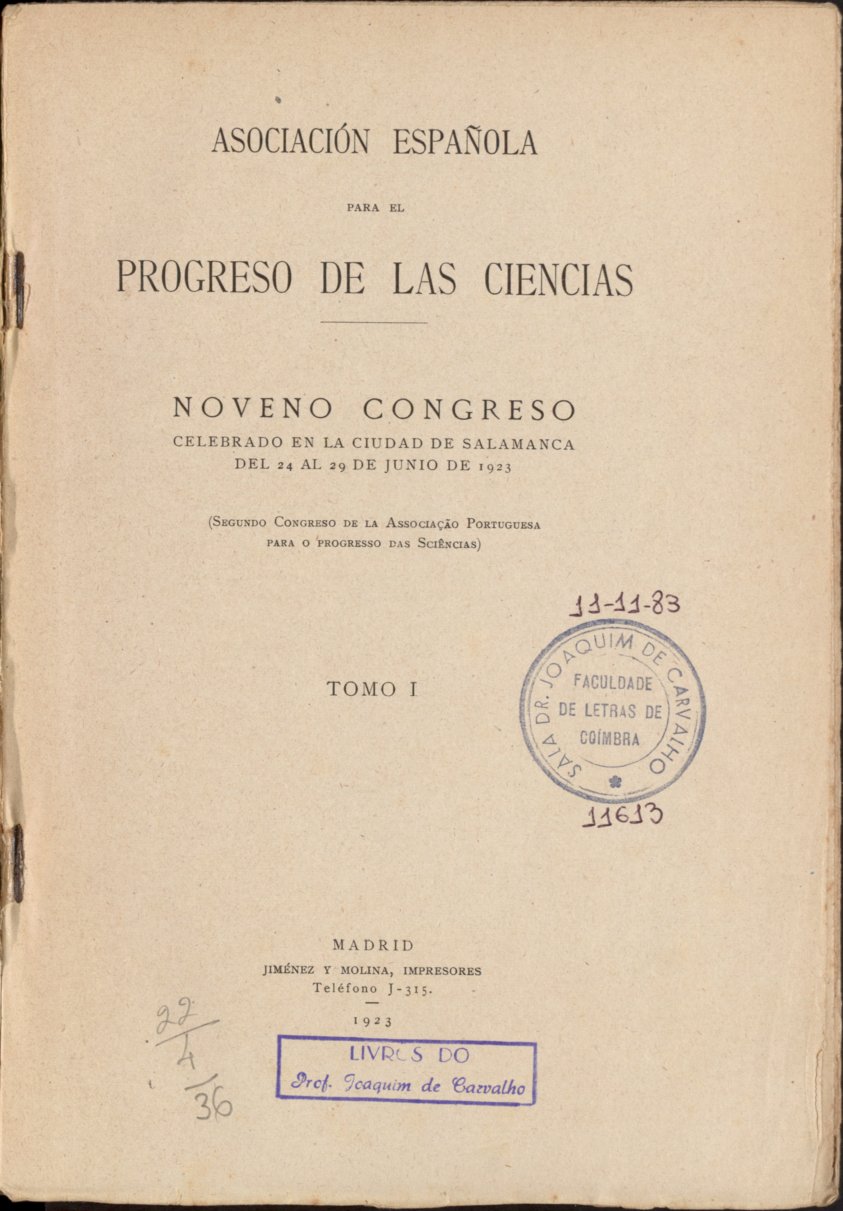 ASOCIACIÓN ESPAÑOLA
PARA EL
PROGRESO DE LAS CIENCIAS
NOVENO CONGRESO
CELEBRADO EN LA CIUDAD DE SALAMANCA
DEL 24 AL 29 DE JUNIO DE 1923
(Segundo Congreso de la Associação Portuguesa
para o progresso das Sciências)
11-11-83
SALA DR. JOAQUIM DE CARVALHO
FACULDADE
DE LETRAS DE
COÍMBRA
TOMO I
11613
MADRID
JIMÉNEZ Y MOLINA, IMPRESORES
Teléfono J-315.
1923
LIVROS DO
Prof. Joaquim de Carvalho
22
4
36